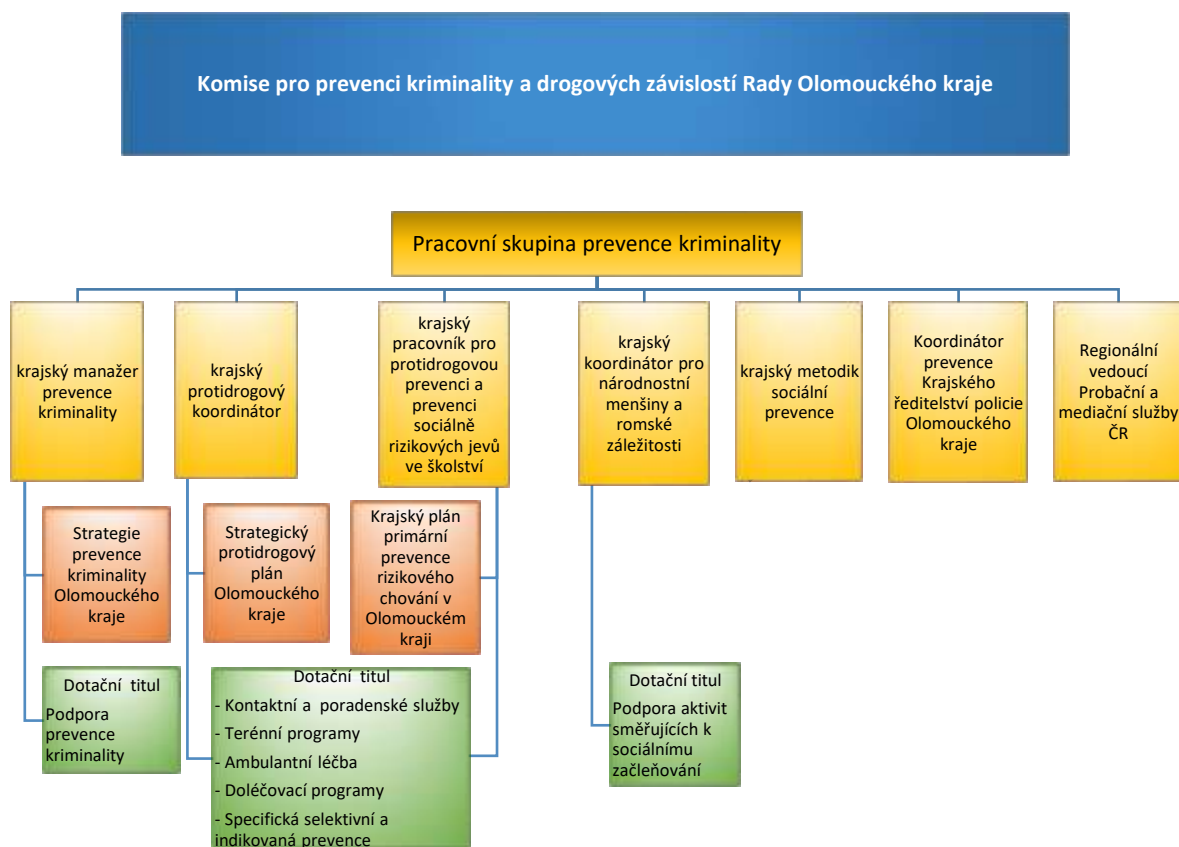 Komise pro prevenci kriminality a drogových závislostí Rady Olomouckého kraje
Pracovní skupina prevence kriminality
krajský manažer
prevence
kriminality
krajský
protidrogový
koordinátor
krajský
pracovník pro
protidrogovou
prevenci a
prevenci
sociálně
rizikových jevů
ve školství
krajský
koordinátor pro
národnostní
menšiny a
romské
záležitosti
krajský metodik
sociální
prevence
Koordinátor
prevence
Krajského
ředitelství policie
Olomouckého
kraje
Regionální
vedoucí
Probační a
mediační služby
ČR
Strategie
prevence
kriminality
Olomouckého
kraje
Strategický
protidrogový
plán
Olomouckého
kraje
Krajský plán
primární
prevence
rizikového
chování v
Olomouckém
kraji
Dotační titul
Podpora
prevence
kriminality
Dotační titul
- Kontaktní a poradenské služby
- Terénní programy
- Ambulantní léčba
- Doléčovací programy
- Specifická selektivní a
indikovaná prevence
Dotační titul
Podpora aktivit
směřujících k
sociálnímu
začleňování